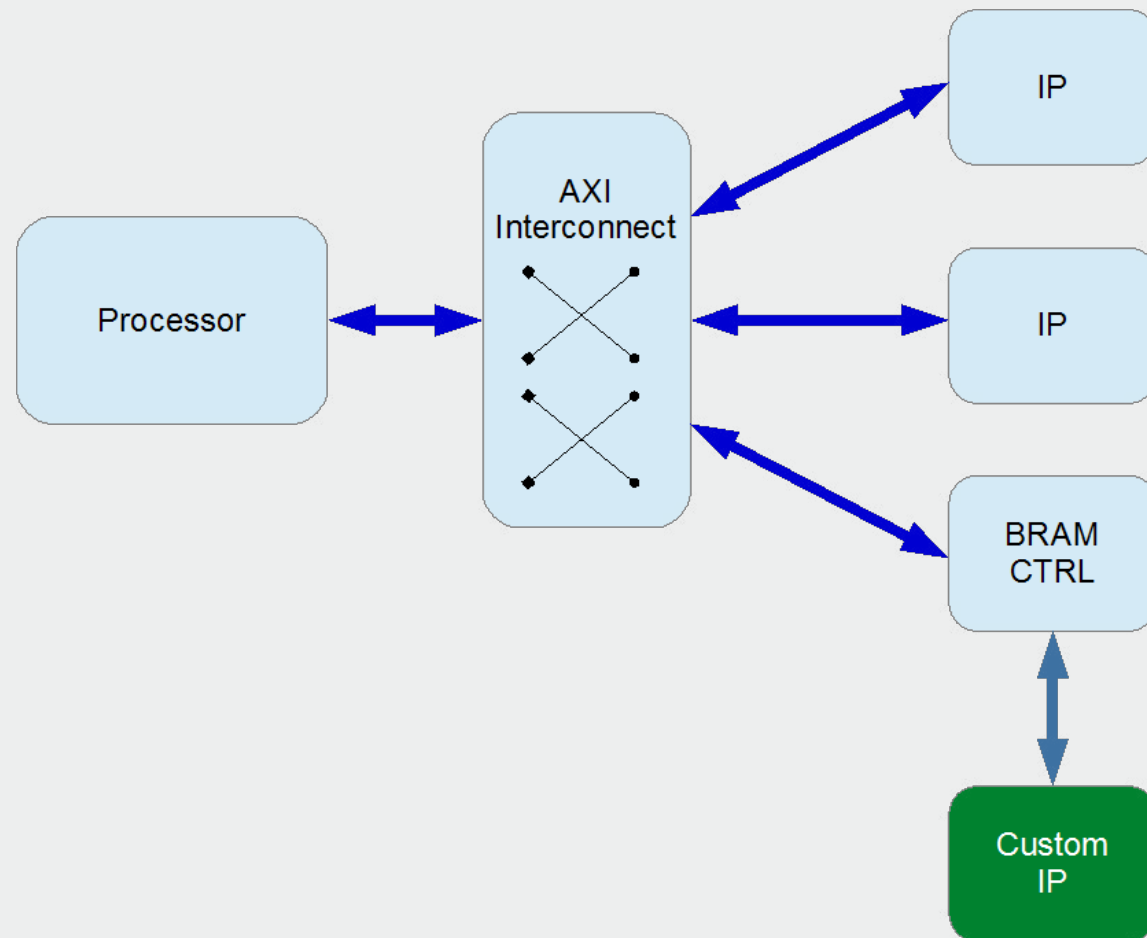 IP
AXI
Interconnect
Processor
IP
BRAM
CTRL
Custom
IP